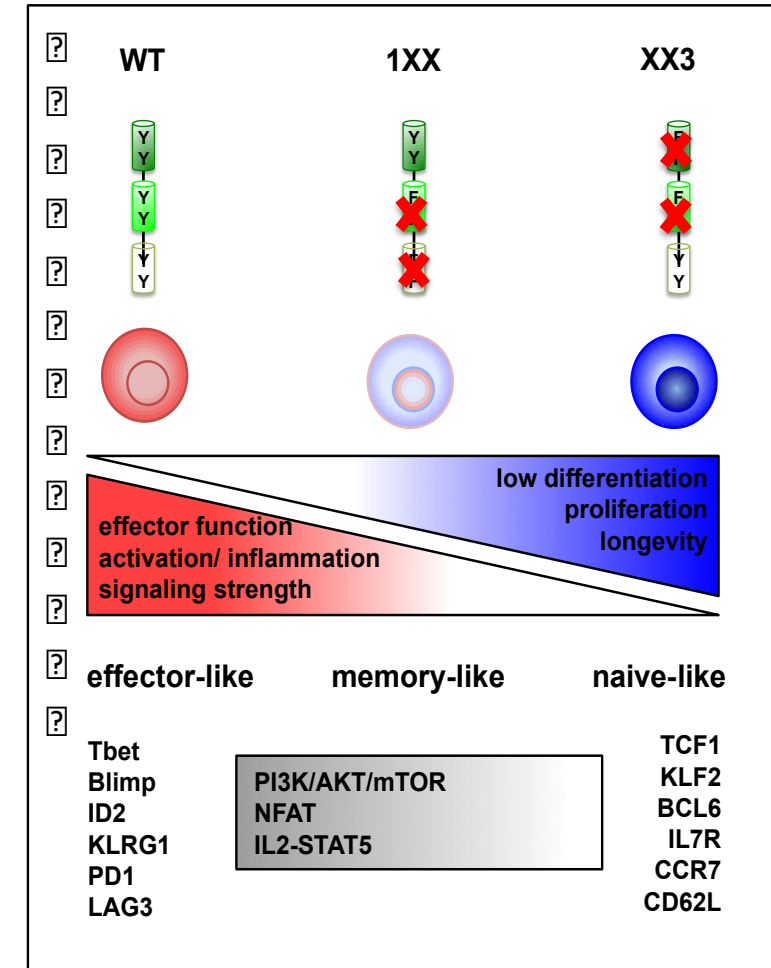 WT
1XX
XX3
Y
Y
Y
Y
F
Y
Y
F
F
Y
Y
F
Y
Y
low differentiation
proliferation
longevity
effector function
activation/ inflammation
signaling strength
effector-like
memory-like
naive-like
Tbet
Blimp
ID2
KLRG1
PD1
LAG3
PI3K/AKT/mTOR
NFAT
IL2-STAT5
TCF1
KLF2
BCL6
IL7R
CCR7
CD62L